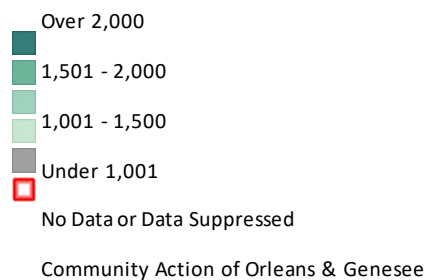 Over 2,000
1,501 - 2,000
1,001 - 1,500
Under 1,001
No Data or Data Suppressed
Community Action of Orleans & Genesee